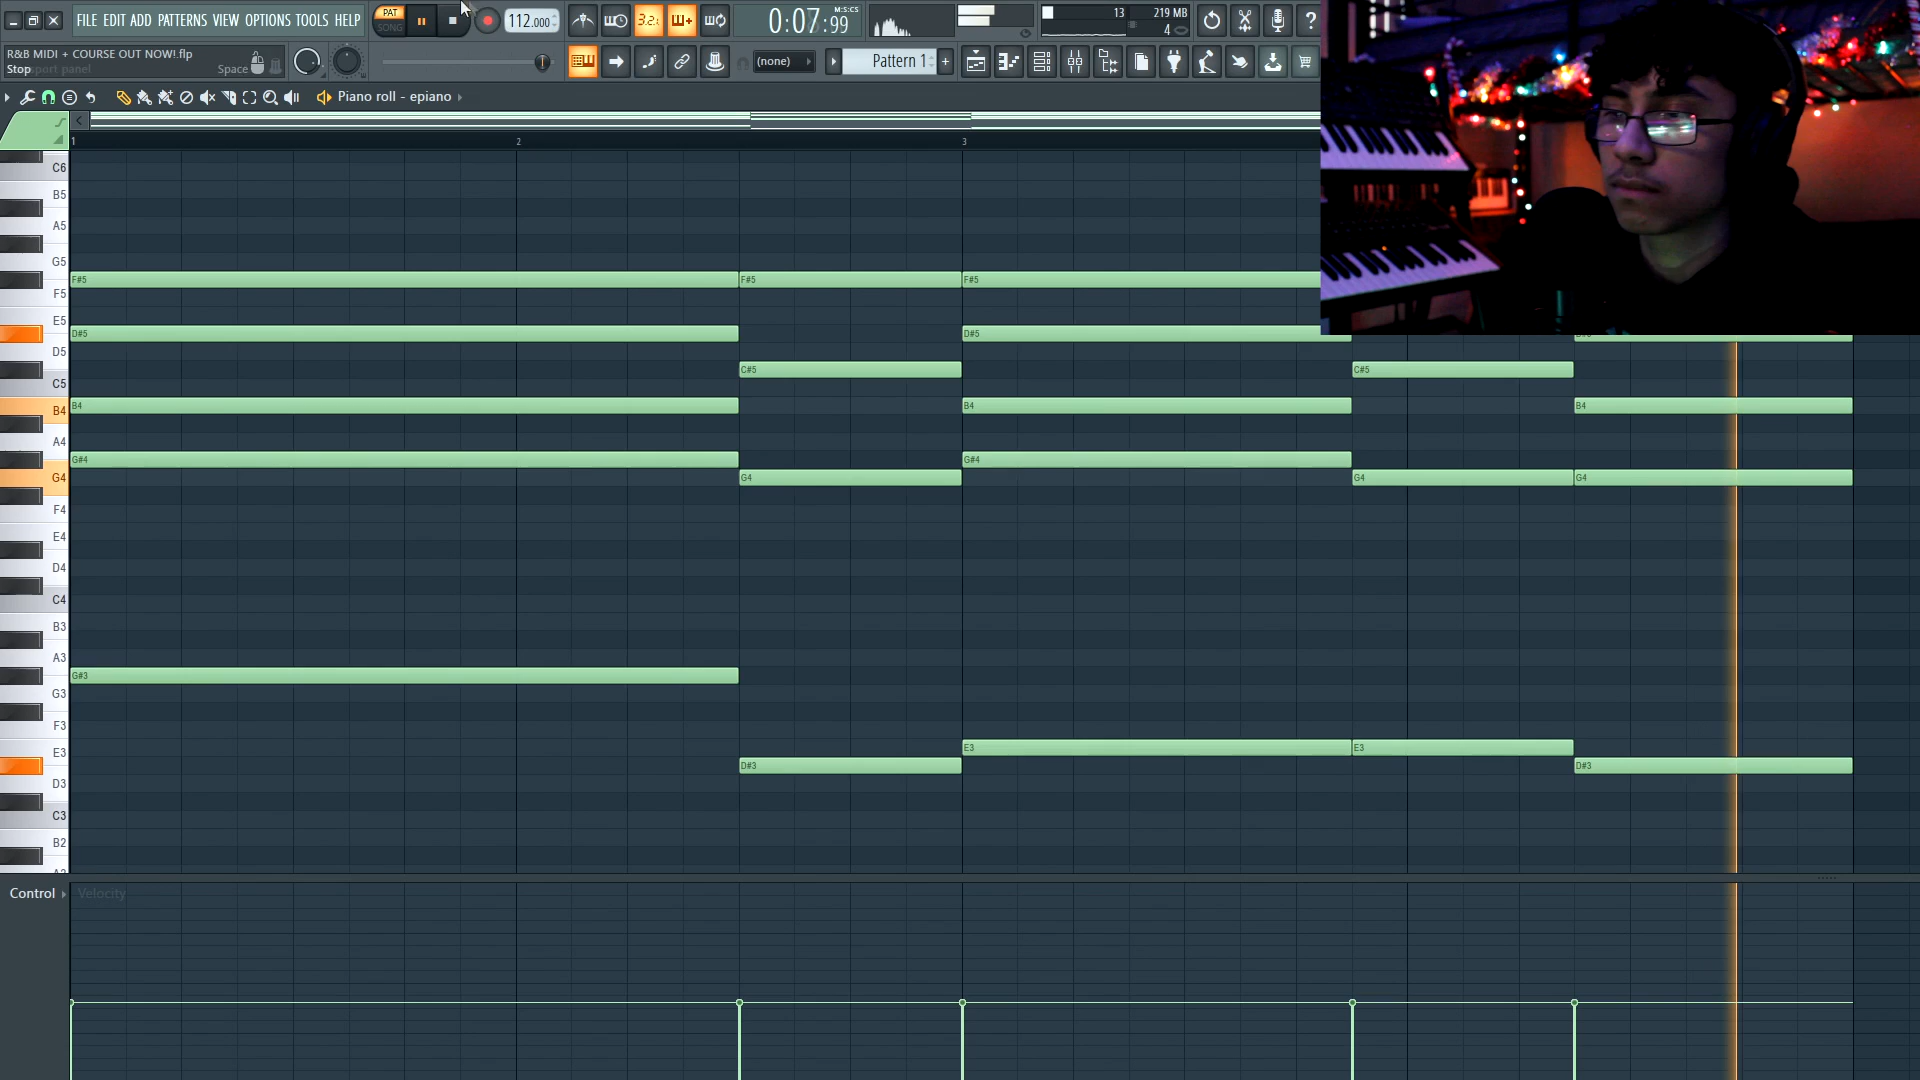 FILE EDIT ADD PATTERNS VIEW OPTIONS TOOLS HELP
PAT
SONG
112.000
3.2.
0:07:99
M:S:CS
13
219 MB
4
R&B MIDI + COURSE OUT NOW!.flp
Stop
Space
(none)
Pattern 1
+
Piano roll - epiano
1
2
3
C6
B5
A5
G5
F5
E5
D5
C5
B4
A4
G4
F4
E4
D4
C4
B3
A3
G3
F3
E3
D3
C3
B2
F#5
F#5
F#5
D#5
D#5
C#5
C#5
B4
B4
B4
G#4
G#4
G4
G4
G4
G#3
E3
E3
D#3
D#3
Control
Velocity